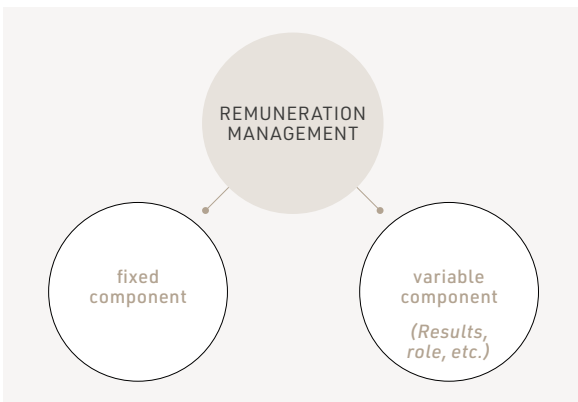 REMUNERATION
MANAGEMENT
fixed
component
variable
component
(Results,
role, etc.)